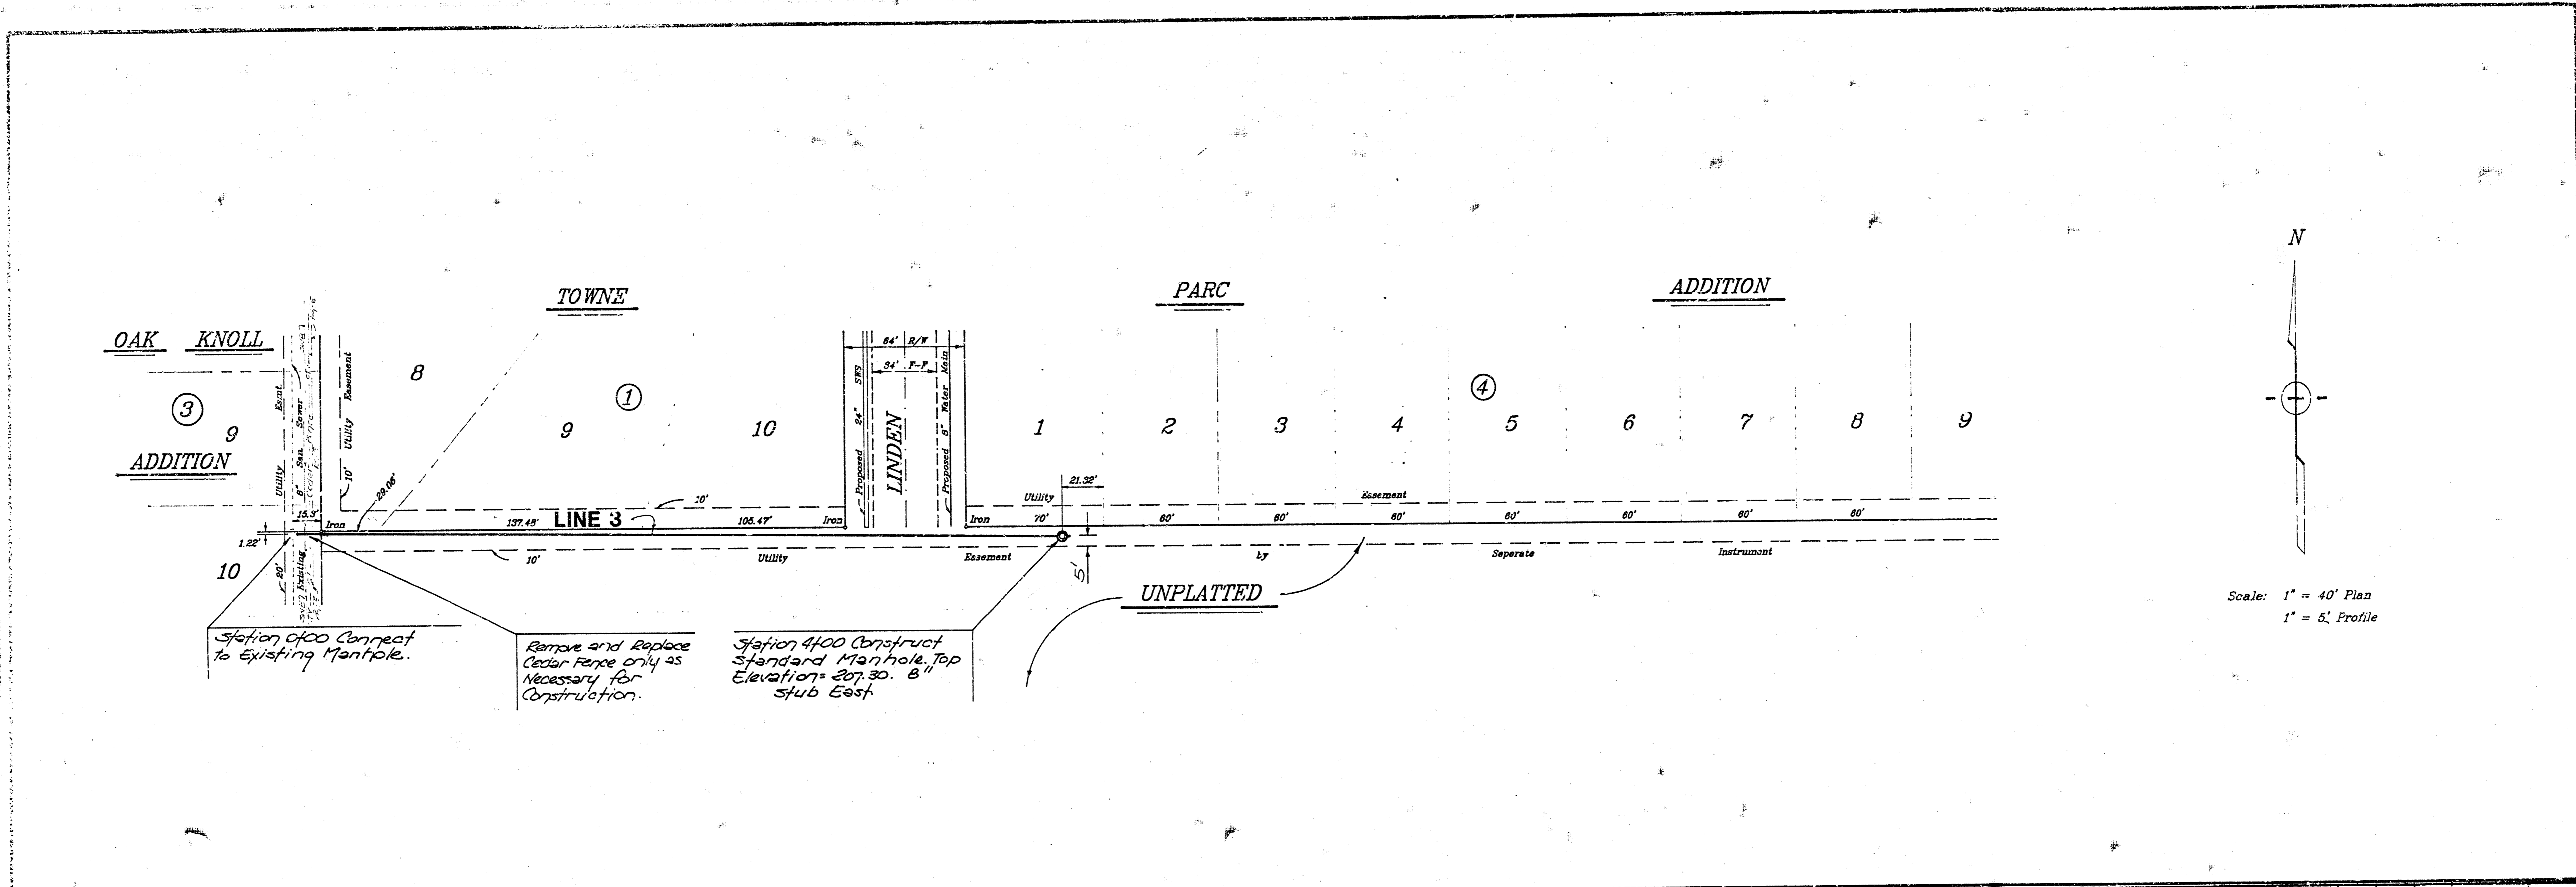 N
TOWNE
PARC
ADDITION
OAK KNOLL
ADDITION
3
9
10
8
1
9
10
4
1
2
3
4
5
6
7
8
9
64' R/W
34' F-F
Proposed 24" SWS
LINDEN
Proposed 8" Water Main
Utility Esmt.
8" San. Sewer
Existing
20'
10' Utility Easement
15.3'
1.22'
Iron
29.06'
137.48'
LINE 3
10'
105.47'
Iron
Iron
70'
21.32'
Utility
Easement
60'
60'
60'
60'
60'
60'
60'
10'
Utility
Easement
by
Seperate
Instrument
5'
UNPLATTED
Station 0+00 Connect
to Existing Manhole.
Remove and Replace
Cedar Fence only as
Necessary for
Construction.
Station 4+00 Construct
Standard Manhole. Top
Elevation = 207.30. 8"
Stub East
Scale: 1" = 40' Plan
1" = 5' Profile